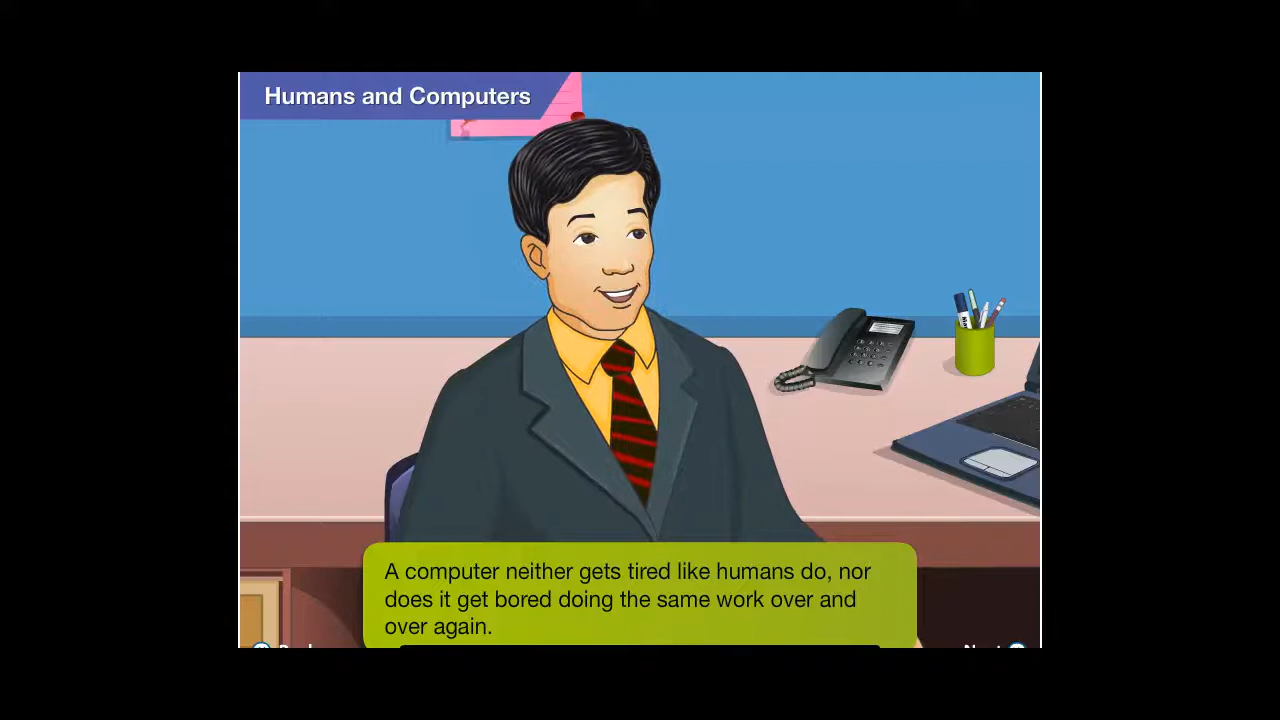 Humans and Computers
A computer neither gets tired like humans do, nor
does it get bored doing the same work over and
over again.